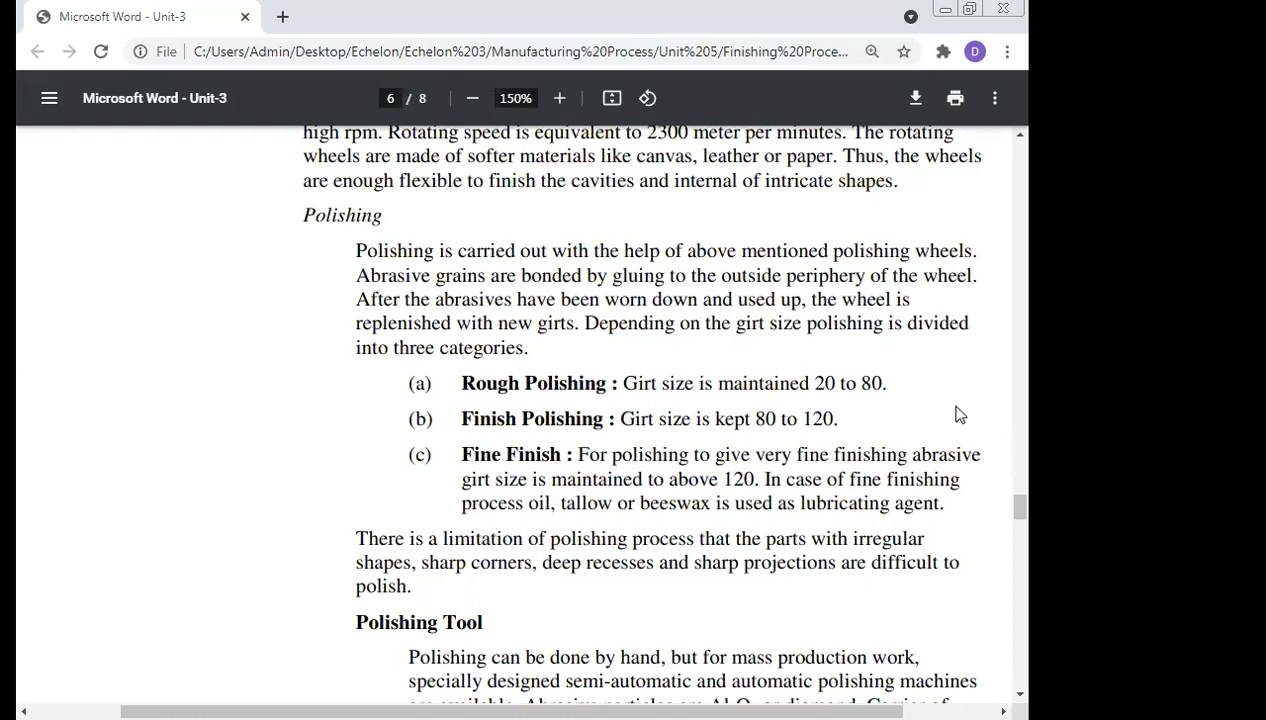 Microsoft Word - Unit-3
File
C:/Users/Admin/Desktop/Echelon/Echelon%203/Manufacturing%20Process/Unit%205/Finishing%20Proce...
D
Microsoft Word - Unit-3
6 / 8
150%
high rpm. Rotating speed is equivalent to 2300 meter per minutes. The rotating
wheels are made of softer materials like canvas, leather or paper. Thus, the wheels
are enough flexible to finish the cavities and internal of intricate shapes.
Polishing
Polishing is carried out with the help of above mentioned polishing wheels.
Abrasive grains are bonded by gluing to the outside periphery of the wheel.
After the abrasives have been worn down and used up, the wheel is
replenished with new girts. Depending on the girt size polishing is divided
into three categories.
(a) Rough Polishing : Girt size is maintained 20 to 80.
(b) Finish Polishing : Girt size is kept 80 to 120.
(c) Fine Finish : For polishing to give very fine finishing abrasive
girt size is maintained to above 120. In case of fine finishing
process oil, tallow or beeswax is used as lubricating agent.
There is a limitation of polishing process that the parts with irregular
shapes, sharp corners, deep recesses and sharp projections are difficult to
polish.
Polishing Tool
Polishing can be done by hand, but for mass production work,
specially designed semi-automatic and automatic polishing machines
are available. Abrasive particles are Al O or diamond. Carrier of